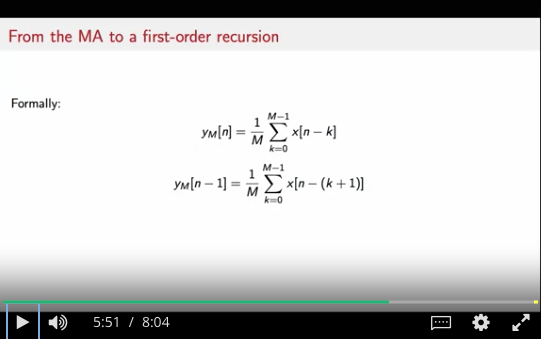 From the MA to a first-order recursion
Formally:
y_M[n] = \frac{1}{M} \sum_{k=0}^{M-1} x[n − k]
y_M[n − 1] = \frac{1}{M} \sum_{k=0}^{M-1} x[n − (k + 1)]
5:51 / 8:04